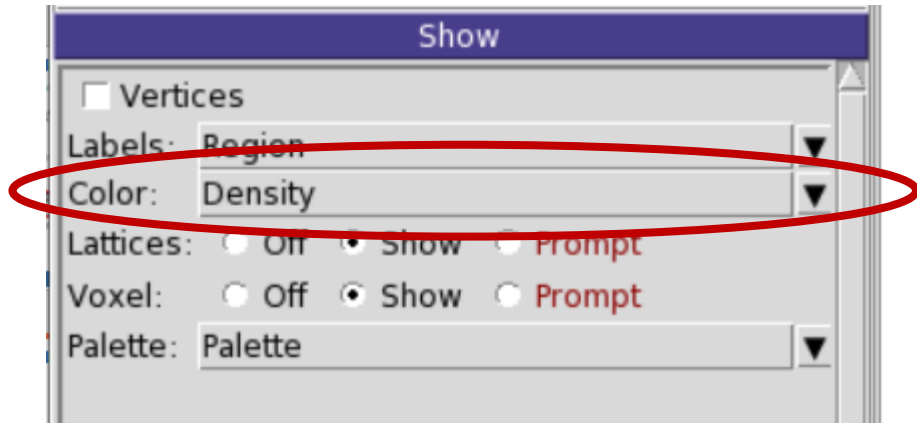 Show
Vertices
Labels: Region
Color: Density
Lattices: Off Show Prompt
Voxel: Off Show Prompt
Palette: Palette